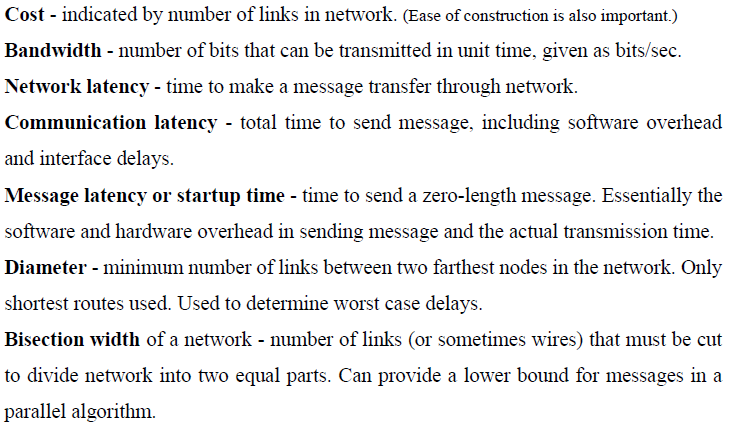 Cost - indicated by number of links in network. (Ease of construction is also important.)
Bandwidth - number of bits that can be transmitted in unit time, given as bits/sec.
Network latency - time to make a message transfer through network.
Communication latency - total time to send message, including software overhead
and interface delays.
Message latency or startup time - time to send a zero-length message. Essentially the
software and hardware overhead in sending message and the actual transmission time.
Diameter - minimum number of links between two farthest nodes in the network. Only
shortest routes used. Used to determine worst case delays.
Bisection width of a network - number of links (or sometimes wires) that must be cut
to divide network into two equal parts. Can provide a lower bound for messages in a
parallel algorithm.